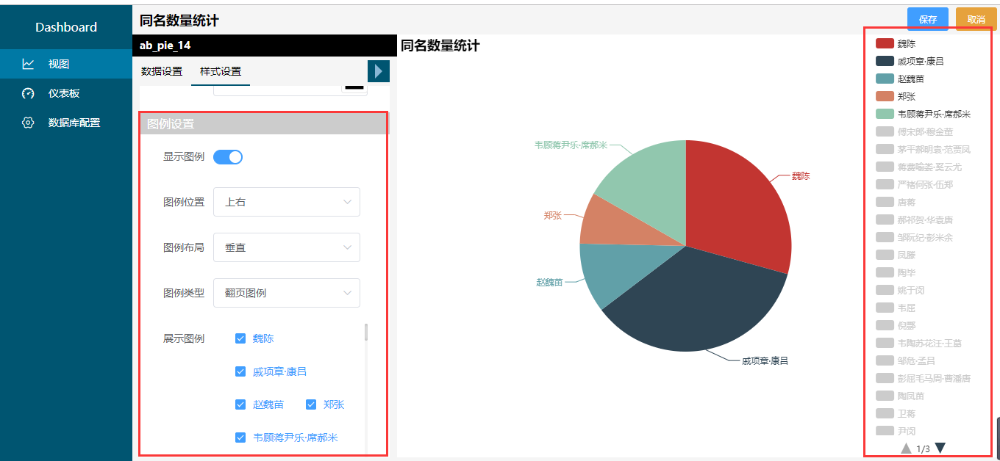 Dashboard
视图
仪表板
数据库配置
同名数量统计
保存
取消
ab_pie_14
数据设置
样式设置
图例设置
显示图例
图例位置
上右
图例布局
垂直
图例类型
翻页图例
展示图例
魏陈
戚项章·康吕
赵魏苗
郑张
韦顾蒋尹乐·席郝米
同名数量统计
韦顾蒋尹乐·席郝米
魏陈
郑张
赵魏苗
戚项章·康吕
魏陈
戚项章·康吕
赵魏苗
郑张
韦顾蒋尹乐·席郝米
傅宋郎·穆金董
茅平郝明袁·范贾凤
蒋费喻娄·奚云尤
严褚何张·伍郑
唐蒋
郝祁贺·华袁唐
邹阮纪·彭米余
凤滕
陶毕
姚于闵
韦屈
倪酆
韦陶苏花汪·王葛
邹危·孟吕
彭屈毛马周·曹潘唐
陶凤苗
卫蒋
尹闵
1/3